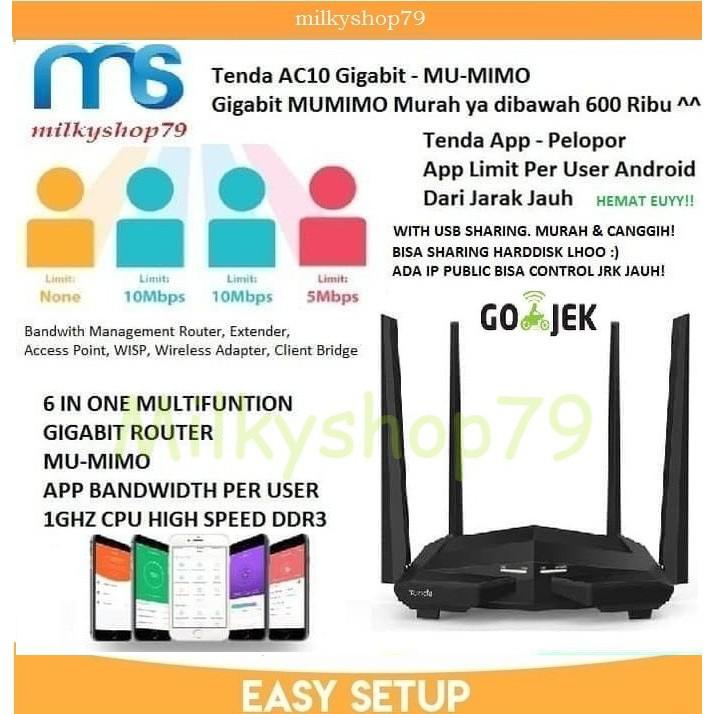 milkyshop79
ms
milkyshop79
Tenda AC10 Gigabit - MU-MIMO
Gigabit MUMIMO Murah ya dibawah 600 Ribu ^^
Tenda App - Pelopor
App Limit Per User Android
Dari Jarak Jauh
HEMAT EUYY!!
WITH USB SHARING. MURAH & CANGGIH!
BISA SHARING HARDDISK LHOO :)
ADA IP PUBLIC BISA CONTROL JRK JAUH!
Limit: Limit: Limit: Limit:
None 10Mbps 10Mbps 5Mbps
GOJEK
Bandwith Management Router, Extender,
Access Point, WISP, Wireless Adapter, Client Bridge
6 IN ONE MULTIFUNTION
GIGABIT ROUTER
MU-MIMO
APP BANDWIDTH PER USER
1GHZ CPU HIGH SPEED DDR3
Milkyshop79
Tenda
EASY SETUP